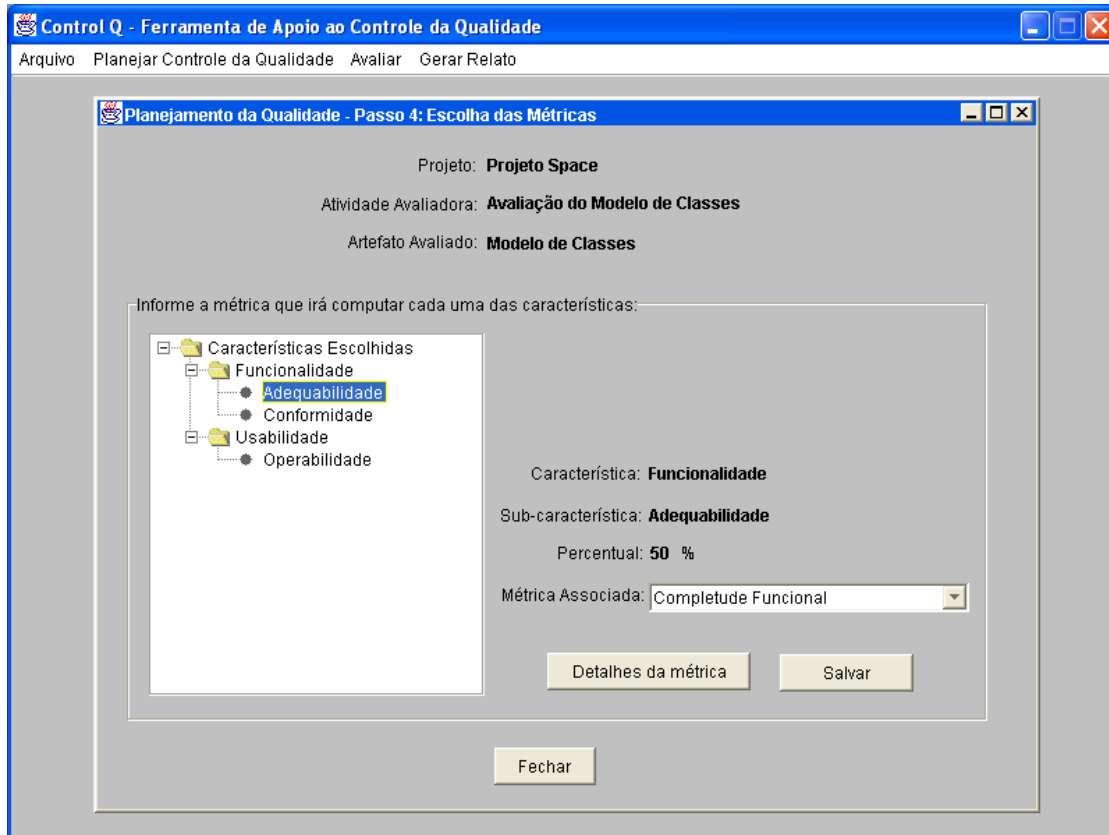 Control Q - Ferramenta de Apoio ao Controle da Qualidade
Arquivo Planejar Controle da Qualidade Avaliar Gerar Relato
Planejamento da Qualidade - Passo 4: Escolha das Métricas
Projeto: Projeto Space
Atividade Avaliadora: Avaliação do Modelo de Classes
Artefato Avaliado: Modelo de Classes
Informe a métrica que irá computar cada uma das características:
Características Escolhidas
Funcionalidade
Adequabilidade
Conformidade
Usabilidade
Operabilidade
Característica: Funcionalidade
Sub-característica: Adequabilidade
Percentual: 50 %
Métrica Associada: Completude Funcional
Detalhes da métrica Salvar
Fechar